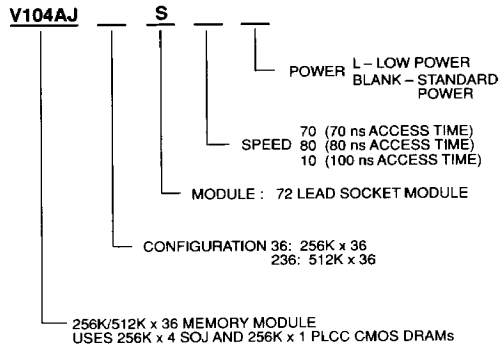 V104AJ S
POWER L – LOW POWER
BLANK – STANDARD
POWER
70 (70 ns ACCESS TIME)
SPEED 80 (80 ns ACCESS TIME)
10 (100 ns ACCESS TIME)
MODULE : 72 LEAD SOCKET MODULE
CONFIGURATION 36: 256K x 36
236: 512K x 36
256K/512K x 36 MEMORY MODULE
USES 256K x 4 SOJ AND 256K x 1 PLCC CMOS DRAMs